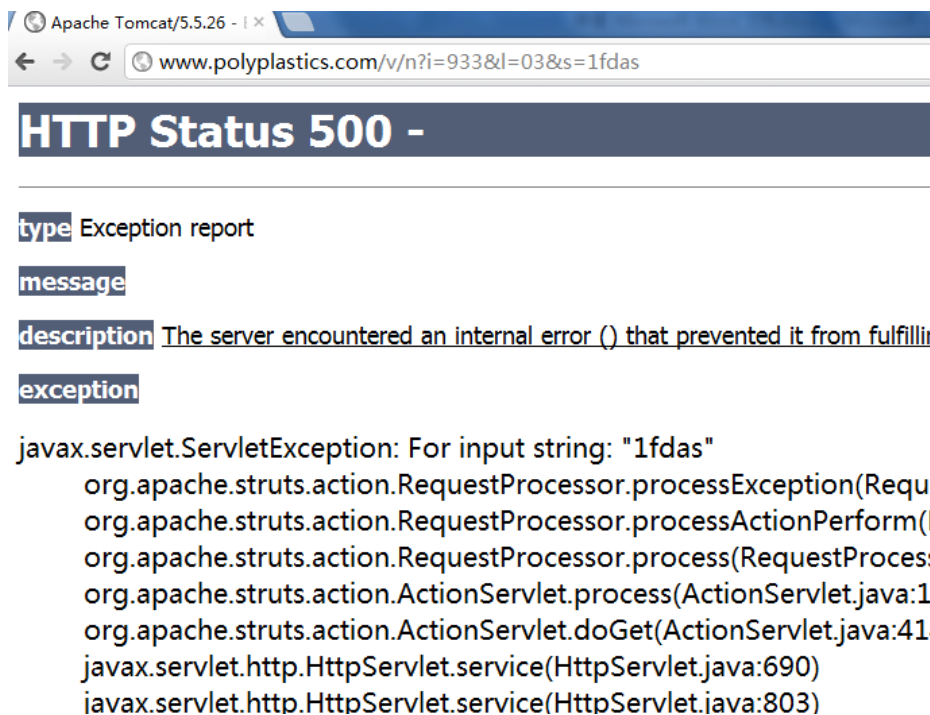 Apache Tomcat/5.5.26 -
www.polyplastics.com/v/n?i=933&l=03&s=1fdas
HTTP Status 500 -
type Exception report
message
description The server encountered an internal error () that prevented it from
exception
javax.servlet.ServletException: For input string: "1fdas"
org.apache.struts.action.RequestProcessor.processException(Requ
org.apache.struts.action.RequestProcessor.processActionPerform(
org.apache.struts.action.RequestProcessor.process(RequestProces
org.apache.struts.action.ActionServlet.process(ActionServlet.java:1
org.apache.struts.action.ActionServlet.doGet(ActionServlet.java:41
javax.servlet.http.HttpServlet.service(HttpServlet.java:690)
javax.servlet.http.HttpServlet.service(HttpServlet.java:803)